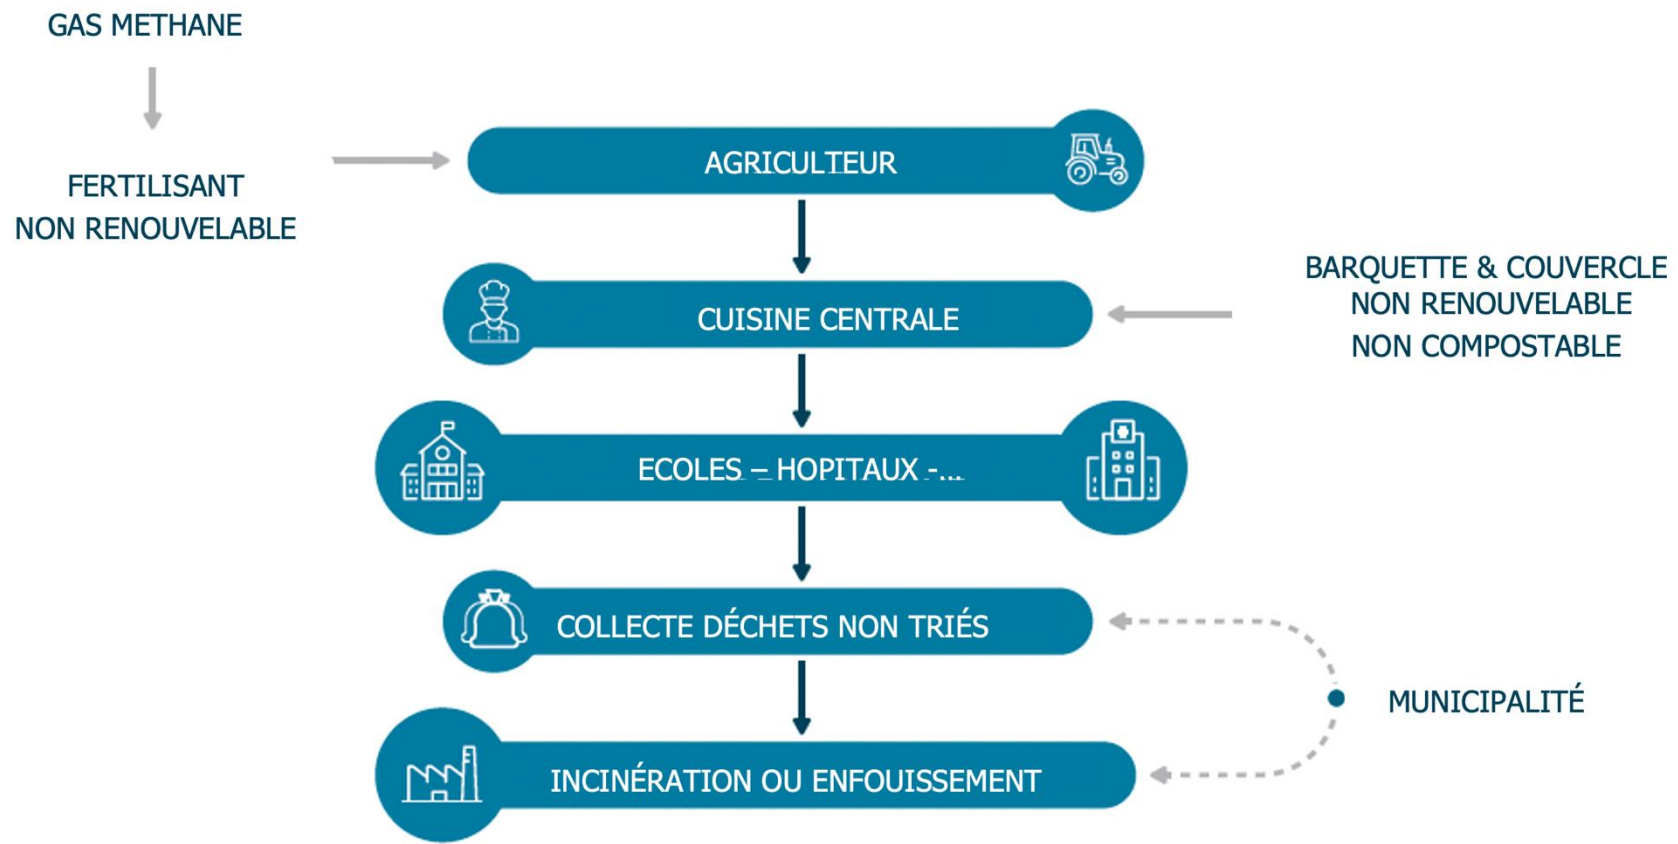 GAS METHANE
FERTILISANT
NON RENOUVELABLE
AGRICULTEUR
CUISINE CENTRALE
BARQUETTE & COUVERCLE
NON RENOUVELABLE
NON COMPOSTABLE
ECOLES – HOPITAUX -...
COLLECTE DÉCHETS NON TRIÉS
MUNICIPALITÉ
INCINÉRATION OU ENFOUISSEMENT